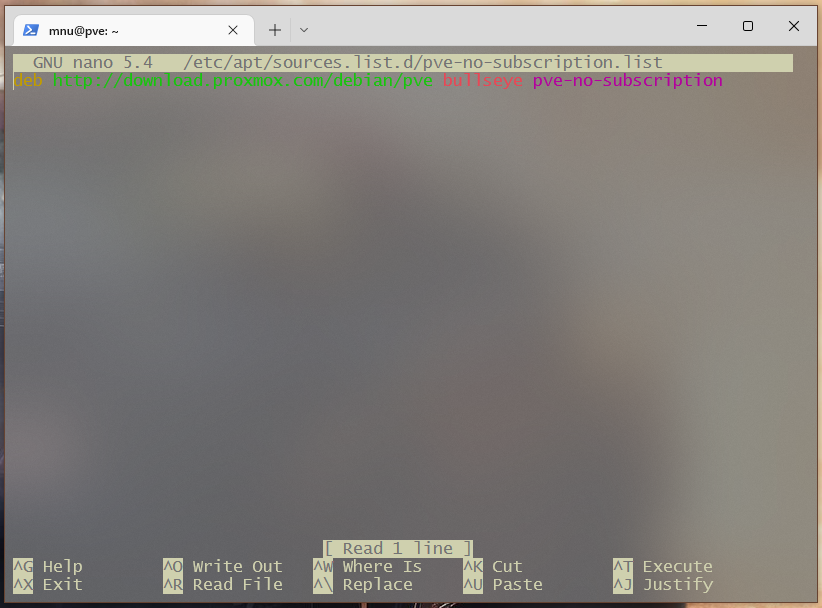 mnu@pve: ~
GNU nano 5.4 /etc/apt/sources.list.d/pve-no-subscription.list
deb http://download.proxmox.com/debian/pve bullseye pve-no-subscription
[ Read 1 line ]
^G Help ^O Write Out ^W Where Is ^K Cut ^T Execute
^X Exit ^R Read File ^\ Replace ^U Paste ^J Justify